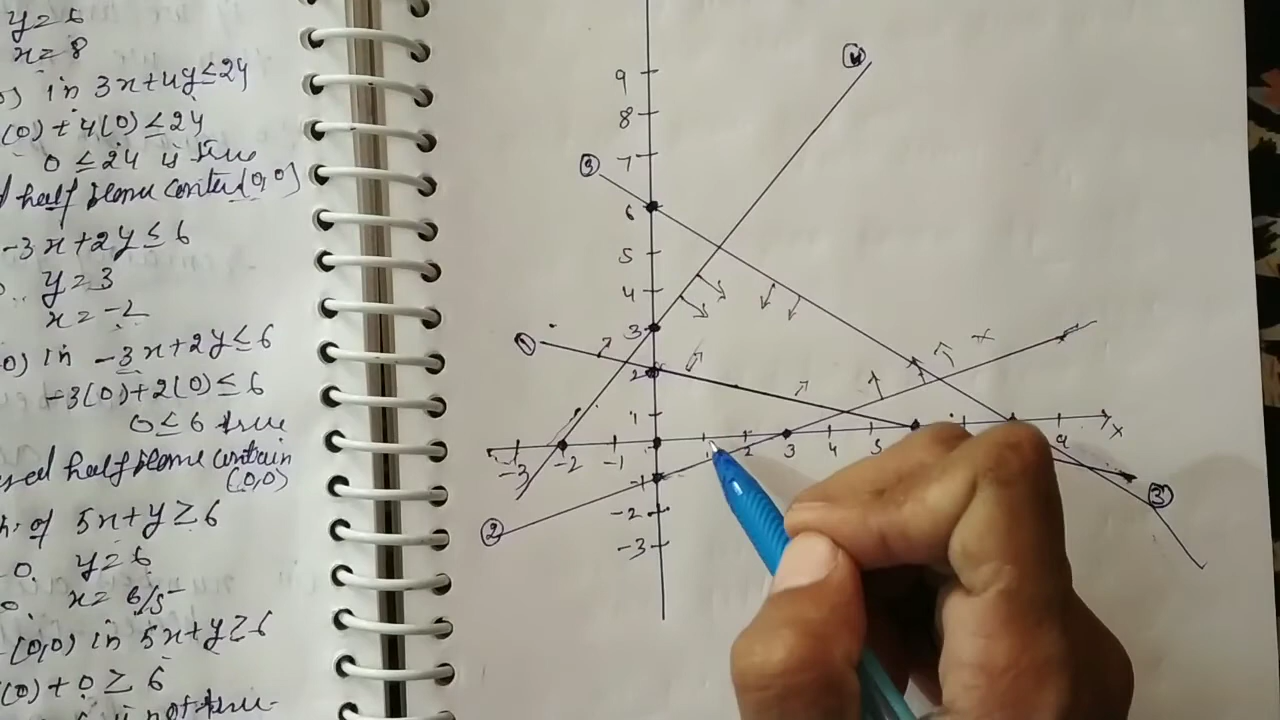 y=6
x=8
in 3x+4y≤24
(0)+4(0)≤24
0≤24 is true
half plane (0,0)
-3x+2y≤6
y=3
x=-2
0) in -3x+2y≤6
-3(0)+2(0)≤6
0≤6 true
half plane contain
(0,0)
of 5x+y≥6
0. y=6
0. x=6/5
(0,0) in 5x+y≥6
(0)+0≥6
not true.
4
9
8
3 7
6
5
4
1 3
2
1
-3 -2 -1 1 2 3 4 5 9 x
-1
2 -2
-3
3